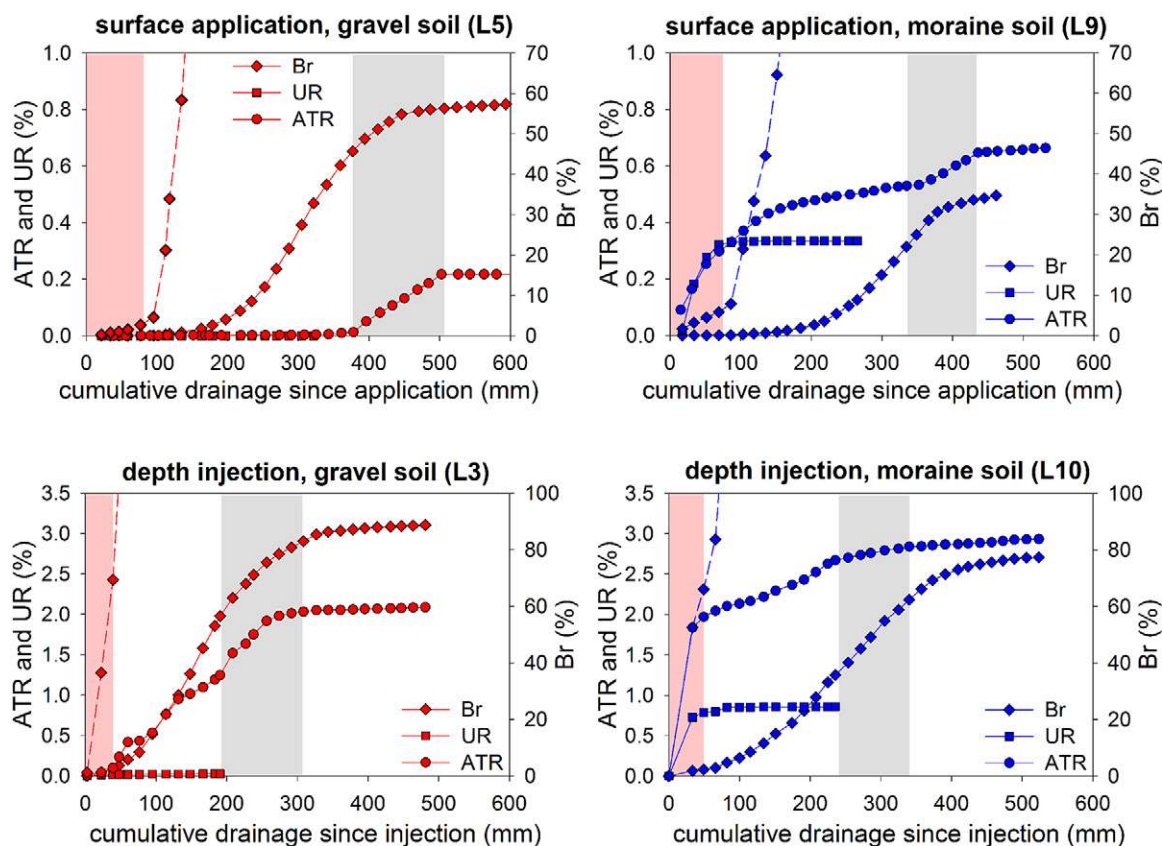 surface application, gravel soil (L5)
1.0
0.8
0.6
0.4
0.2
0.0
ATR and UR (%)
Br
UR
ATR
70
60
50
40
30
20
10
0
Br (%)
0 100 200 300 400 500 600
cumulative drainage since application (mm)
surface application, moraine soil (L9)
1.0
0.8
0.6
0.4
0.2
0.0
ATR and UR (%)
Br
UR
ATR
70
60
50
40
30
20
10
0
Br (%)
0 100 200 300 400 500 600
cumulative drainage since application (mm)
depth injection, gravel soil (L3)
3.5
3.0
2.5
2.0
1.5
1.0
0.5
0.0
ATR and UR (%)
Br
UR
ATR
100
80
60
40
20
0
Br (%)
0 100 200 300 400 500 600
cumulative drainage since injection (mm)
depth injection, moraine soil (L10)
3.5
3.0
2.5
2.0
1.5
1.0
0.5
0.0
ATR and UR (%)
Br
UR
ATR
100
80
60
40
20
0
Br (%)
0 100 200 300 400 500 600
cumulative drainage since injection (mm)